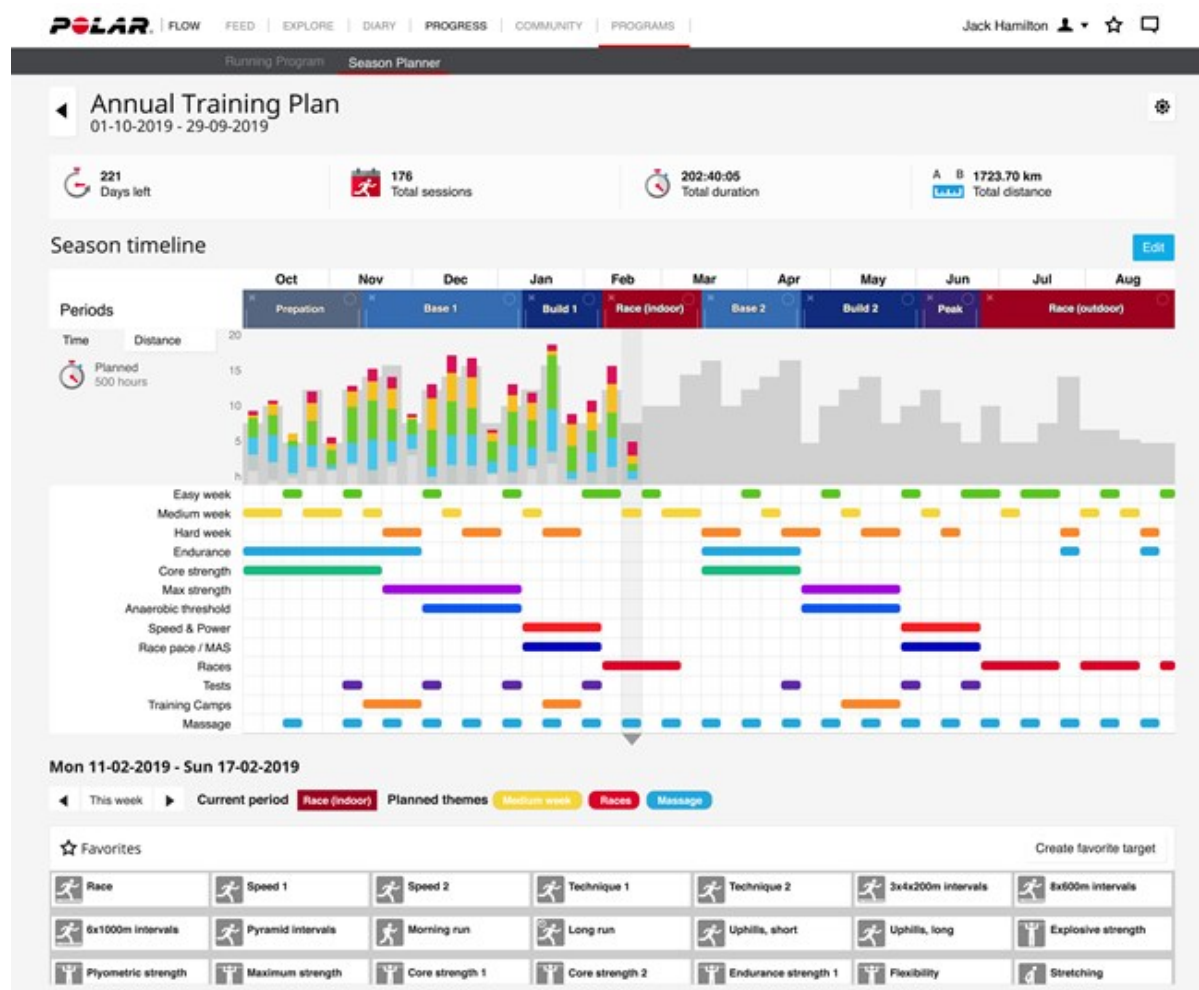 POLAR. FLOW FEED EXPLORE DIARY PROGRESS COMMUNITY PROGRAMS Jack Hamilton
Running Program Season Planner
Annual Training Plan
01-10-2019 - 29-09-2019
221 176 202:40:05 A B 1723.70 km
Days left Total sessions Total duration Total distance
Season timeline Edit
Oct Nov Dec Jan Feb Mar Apr May Jun Jul Aug
Periods Prepation Base 1 Build 1 Race (indoor) Base 2 Build 2 Peak Race (outdoor)
Time Distance 20
Planned 15
500 hours
10
5
h
Easy week
Medium week
Hard week
Endurance
Core strength
Max strength
Anaerobic threshold
Speed & Power
Race pace / MAS
Races
Tests
Training Camps
Massage
Mon 11-02-2019 - Sun 17-02-2019
This week Current period Race (indoor) Planned themes Medium week Races Massage
Favorites Create favorite target
Race Speed 1 Speed 2 Technique 1 Technique 2 3x4x200m intervals 8x600m intervals
6x1000m intervals Pyramid intervals Morning run Long run Uphills, short Uphills, long Explosive strength
Plyometric strength Maximum strength Core strength 1 Core strength 2 Endurance strength 1 Flexibility Stretching